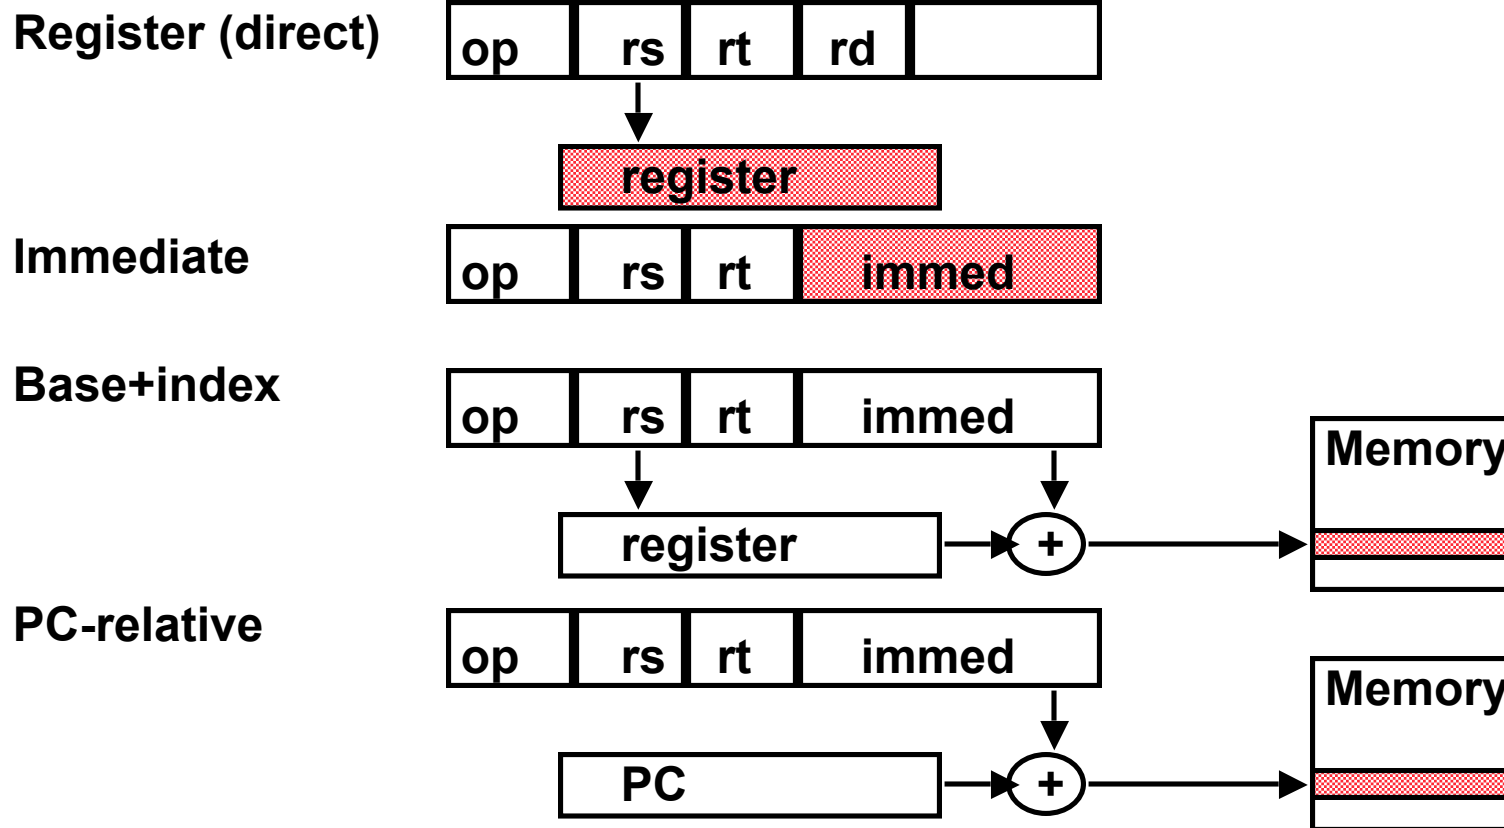 Register (direct)
op rs rt rd
register
Immediate
op rs rt immed
Base+index
op rs rt immed
Memory
register +
PC-relative
op rs rt immed
Memory
PC +